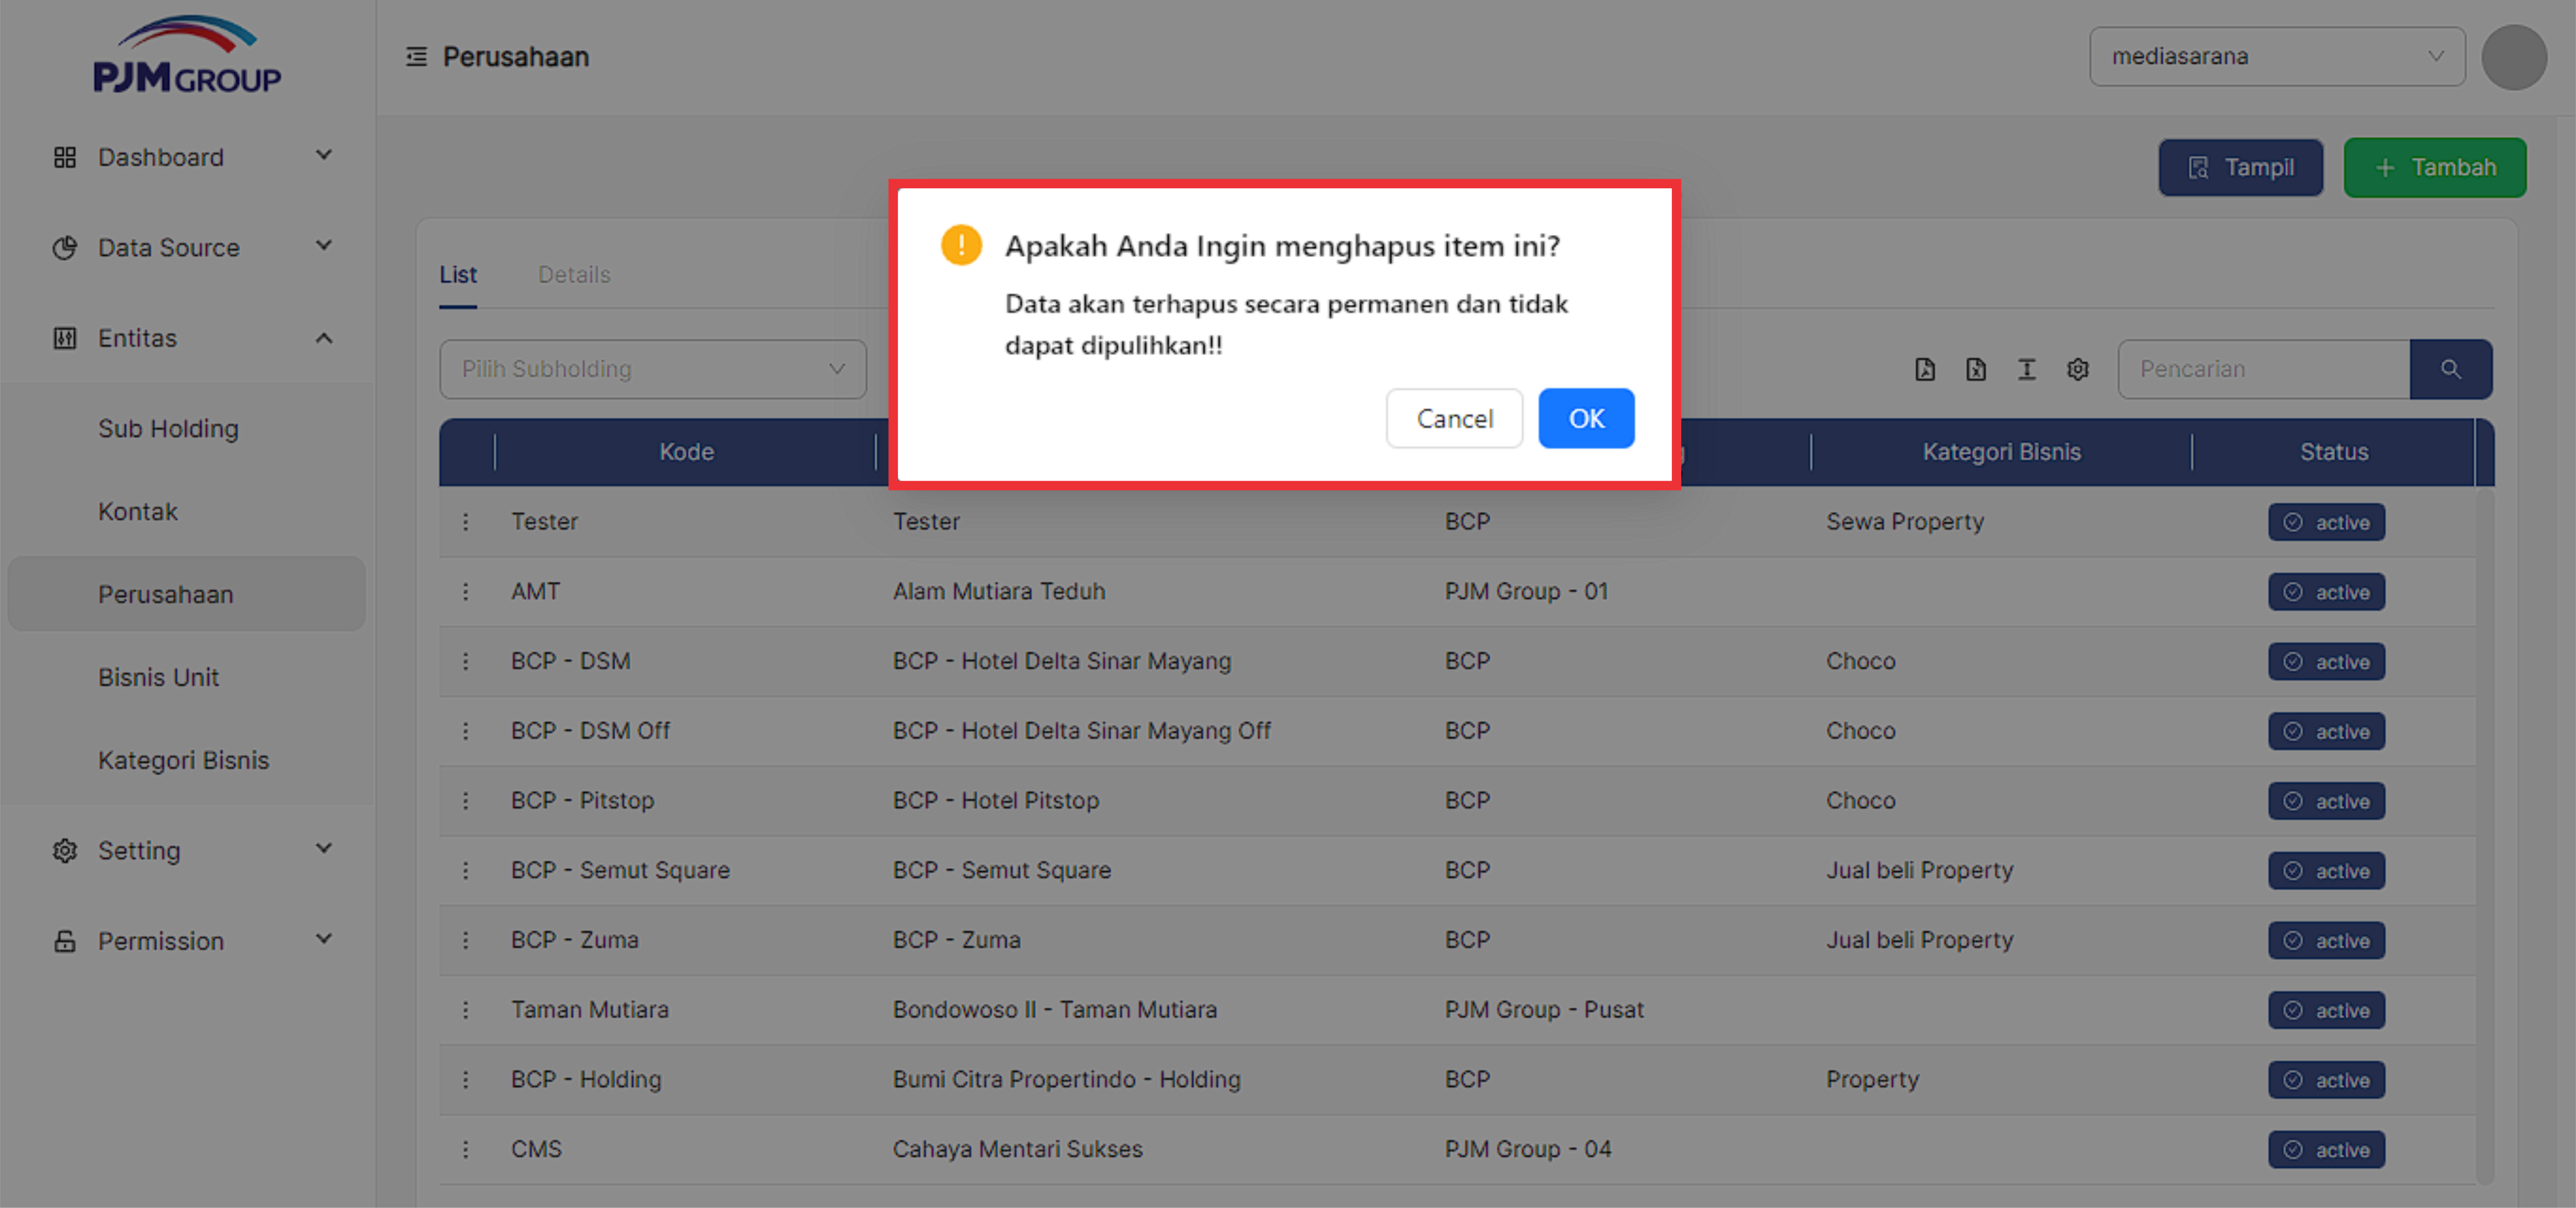 PJM GROUP
Perusahaan
mediasarana
Dashboard
Data Source
Entitas
Sub Holding
Kontak
Perusahaan
Bisnis Unit
Kategori Bisnis
Setting
Permission
Tampil
Tambah
List Details
Apakah Anda Ingin menghapus item ini?
Data akan terhapus secara permanen dan tidak
dapat dipulihkan!!
Cancel OK
Pilih Subholding
Pencarian
Kode Kategori Bisnis Status
Tester Tester BCP Sewa Property active
AMT Alam Mutiara Teduh PJM Group - 01 active
BCP - DSM BCP - Hotel Delta Sinar Mayang BCP Choco active
BCP - DSM Off BCP - Hotel Delta Sinar Mayang Off BCP Choco active
BCP - Pitstop BCP - Hotel Pitstop BCP Choco active
BCP - Semut Square BCP - Semut Square BCP Jual beli Property active
BCP - Zuma BCP - Zuma BCP Jual beli Property active
Taman Mutiara Bondowoso II - Taman Mutiara PJM Group - Pusat active
BCP - Holding Bumi Citra Propertindo - Holding BCP Property active
CMS Cahaya Mentari Sukses PJM Group - 04 active